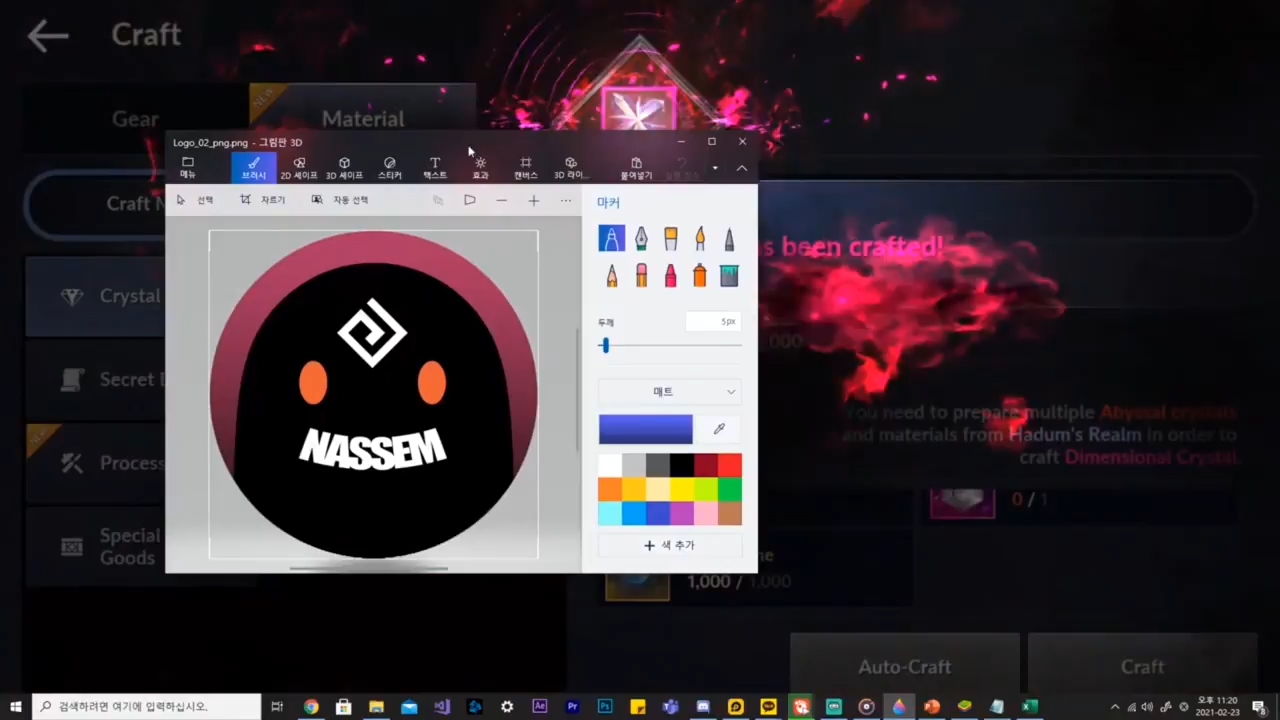 Craft
Gear
NEW
Material
Logo_02_png.png - 그림판 3D
메뉴
브러시
2D 셰이프
3D 셰이프
스티커
텍스트
효과
캔버스
3D 라이...
붙여넣기
선택
자르기
자동 선택
마커
Craft
s been crafted!
두께
5px
매트
Crystal
Secret
Process
Special
Goods
NASSEM
색 추가
You need to prepare multiple Abyssal crystals
and materials from Hadum's Realm in order to
craft Dimensional Crystal.
0 / 1
1,000 / 1,000
Auto-Craft
Craft
검색하려면 여기에 입력하십시오.
Ae
Pr
Ps
오후 11:20
2021-02-23